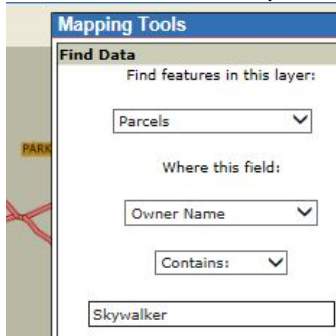 Mapping Tools
Find Data
Find features in this layer:
Parcels
PARK
Where this field:
Owner Name
Contains:
Skywalker